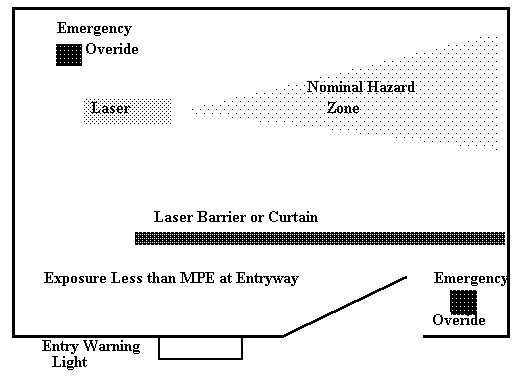 Emergency
Overide
Laser
Nominal Hazard
Zone
Laser Barrier or Curtain
Exposure Less than MPE at Entryway
Emergency
Overide
Entry Warning
Light